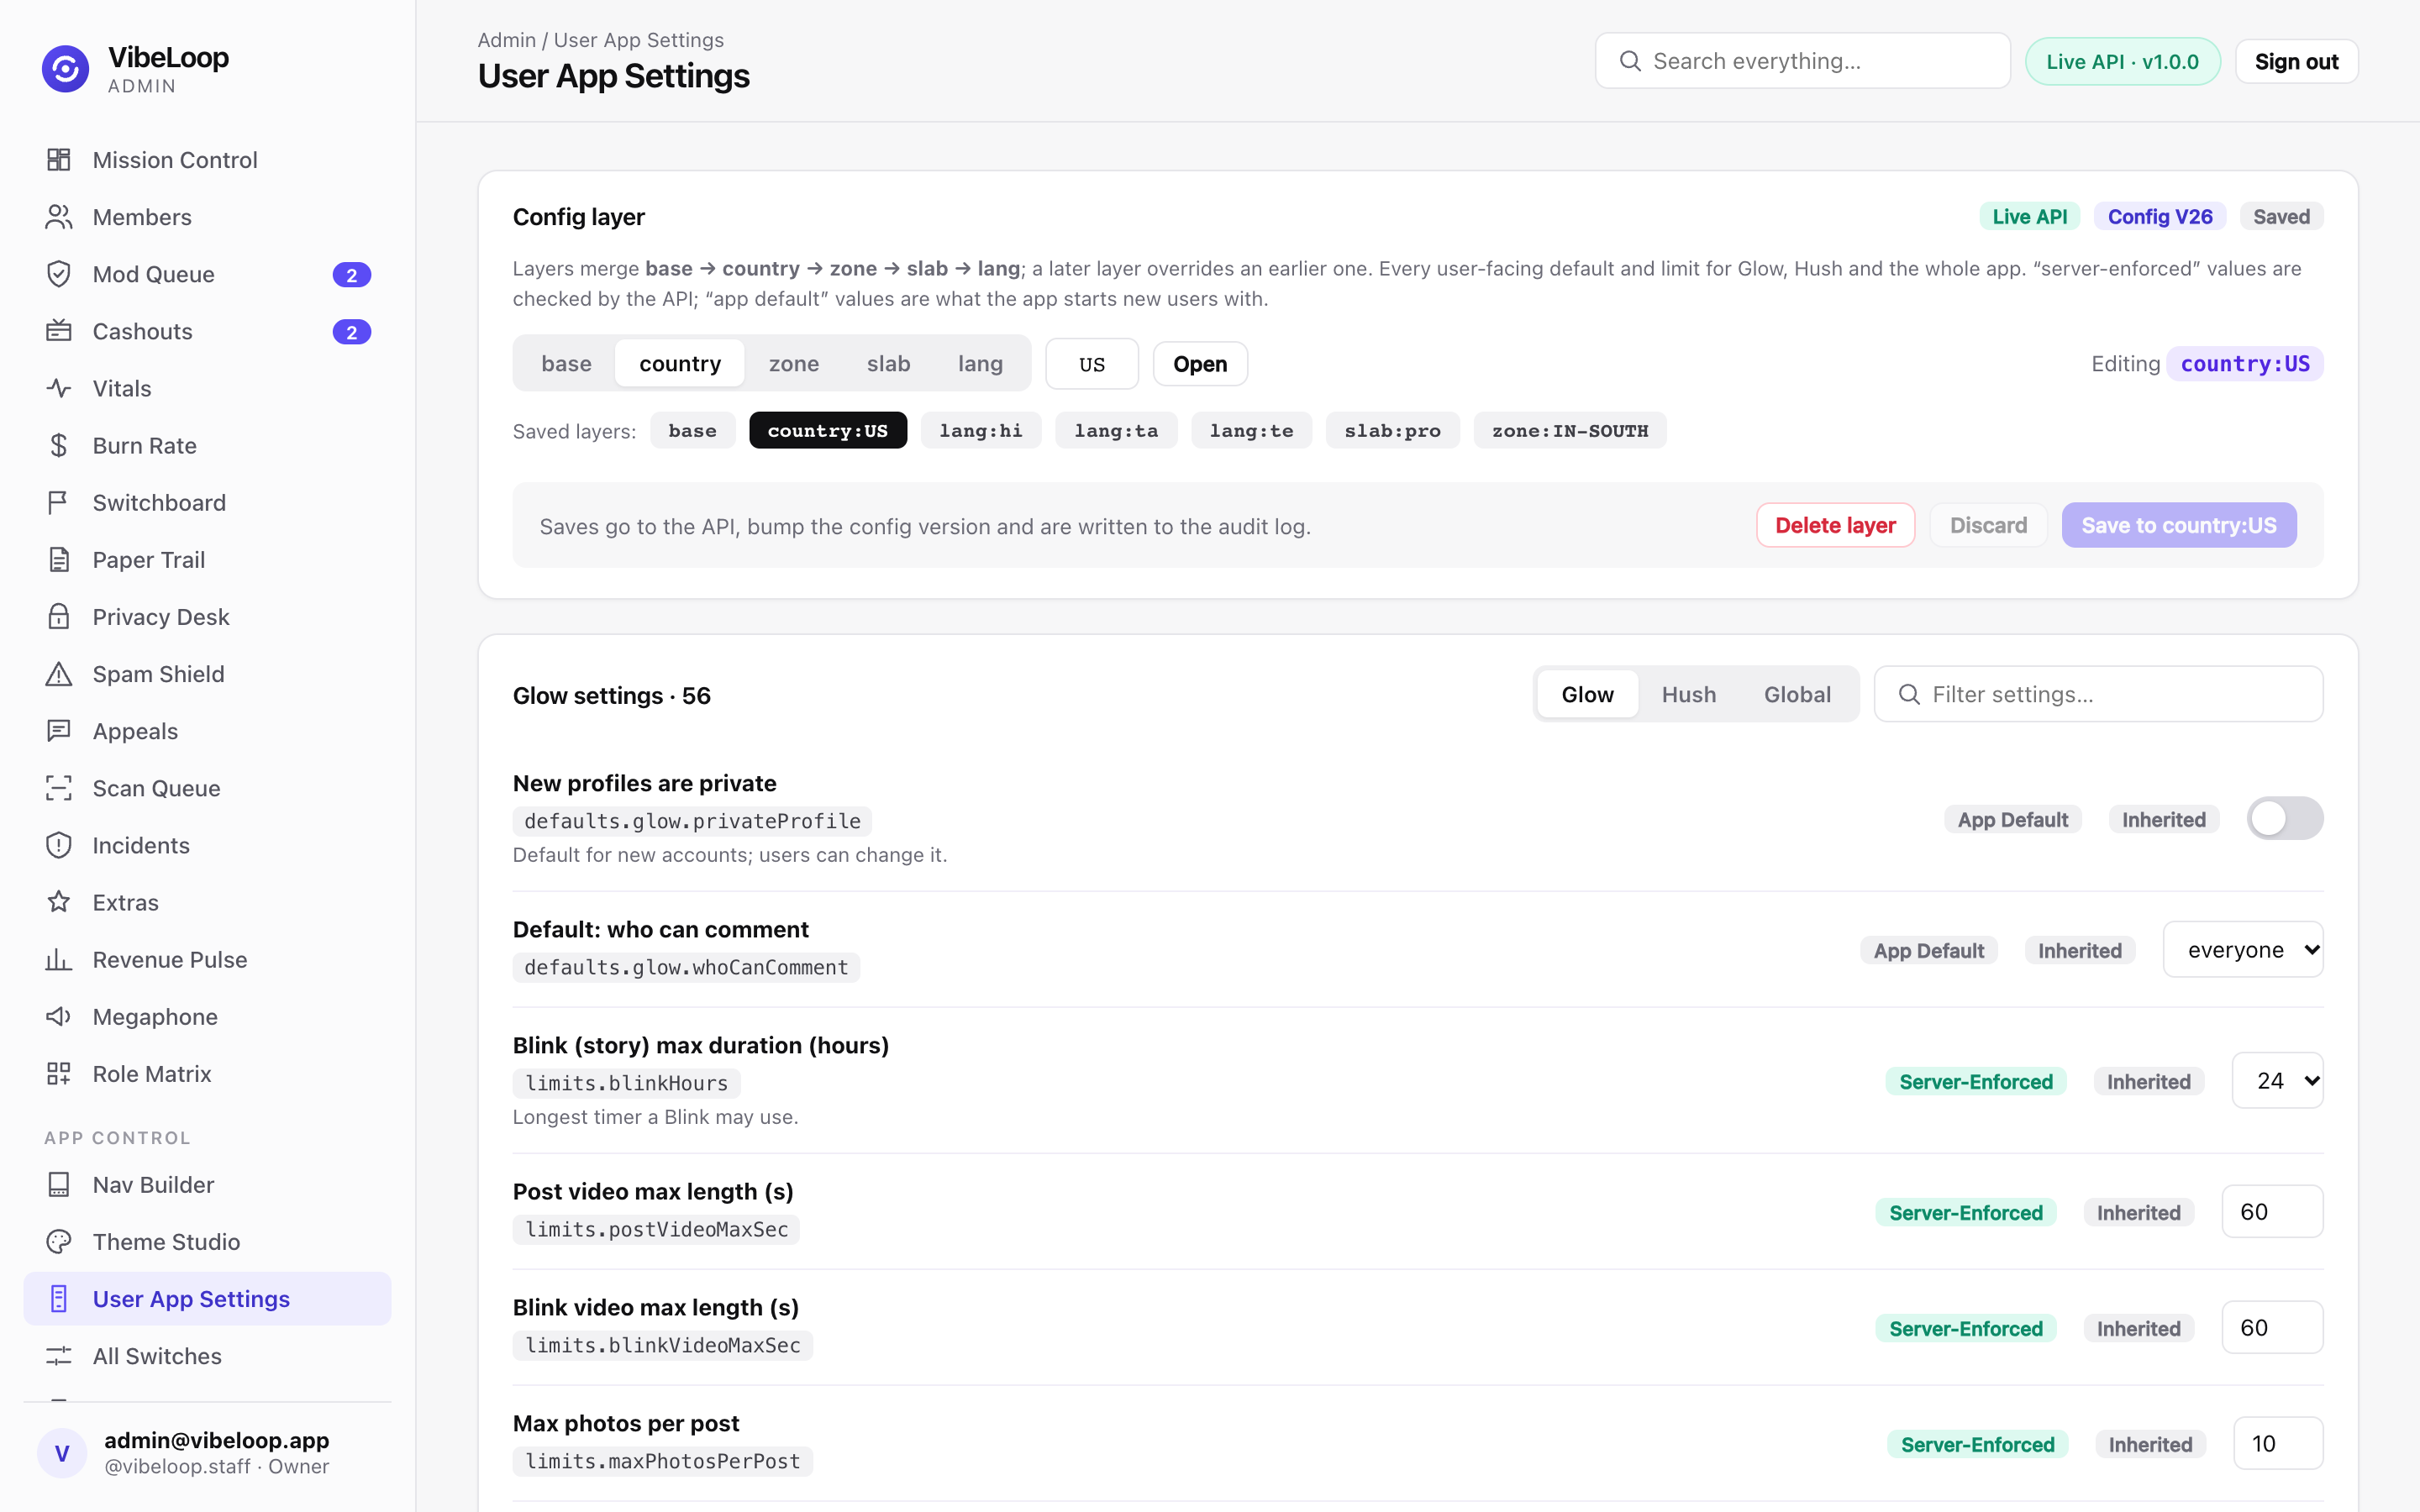 VibeLoop
ADMIN
Mission Control
Members
Mod Queue 2
Cashouts 2
Vitals
Burn Rate
Switchboard
Paper Trail
Privacy Desk
Spam Shield
Appeals
Scan Queue
Incidents
Extras
Revenue Pulse
Megaphone
Role Matrix
APP CONTROL
Nav Builder
Theme Studio
User App Settings
All Switches
V
admin@vibeloop.app
@vibeloop.staff · Owner
Admin / User App Settings
User App Settings
Search everything...
Live API · v1.0.0
Sign out
Config layer
Live API
Config V26
Saved
Layers merge base → country → zone → slab → lang; a later layer overrides an earlier one. Every user-facing default and limit for Glow, Hush and the whole app. “server-enforced” values are
checked by the API; “app default” values are what the app starts new users with.
base country zone slab lang US Open
Editing country:US
Saved layers: base country:US lang:hi lang:ta lang:te slab:pro zone:IN-SOUTH
Saves go to the API, bump the config version and are written to the audit log.
Delete layer Discard Save to country:US
Glow settings · 56
Glow Hush Global
Filter settings...
New profiles are private
defaults.glow.privateProfile
Default for new accounts; users can change it.
App Default Inherited
Default: who can comment
defaults.glow.whoCanComment
App Default Inherited everyone
Blink (story) max duration (hours)
limits.blinkHours
Longest timer a Blink may use.
Server-Enforced Inherited 24
Post video max length (s)
limits.postVideoMaxSec
Server-Enforced Inherited 60
Blink video max length (s)
limits.blinkVideoMaxSec
Server-Enforced Inherited 60
Max photos per post
limits.maxPhotosPerPost
Server-Enforced Inherited 10